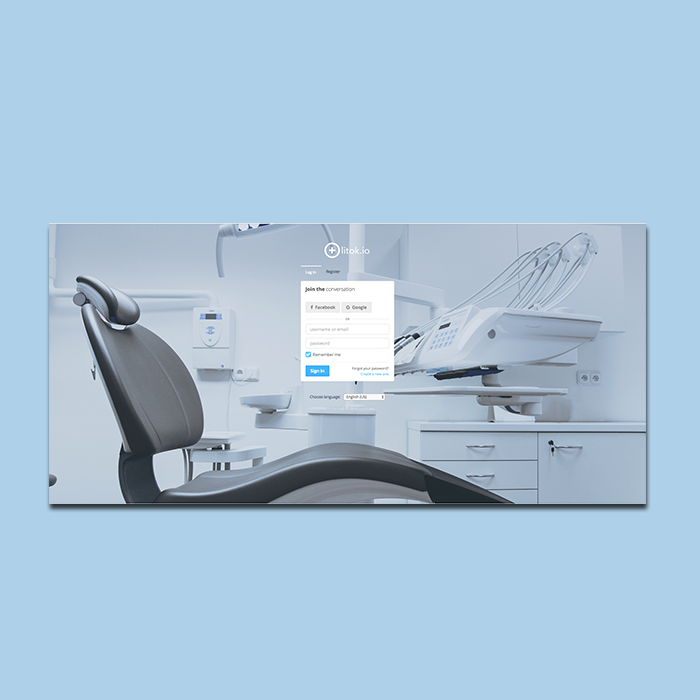 litok.io
Log in Register
Join the conversation
f Facebook G Google
OR
username or email
password
Remember me
Sign in
Forgot your password?
Create a new one
Choose language: English (US)